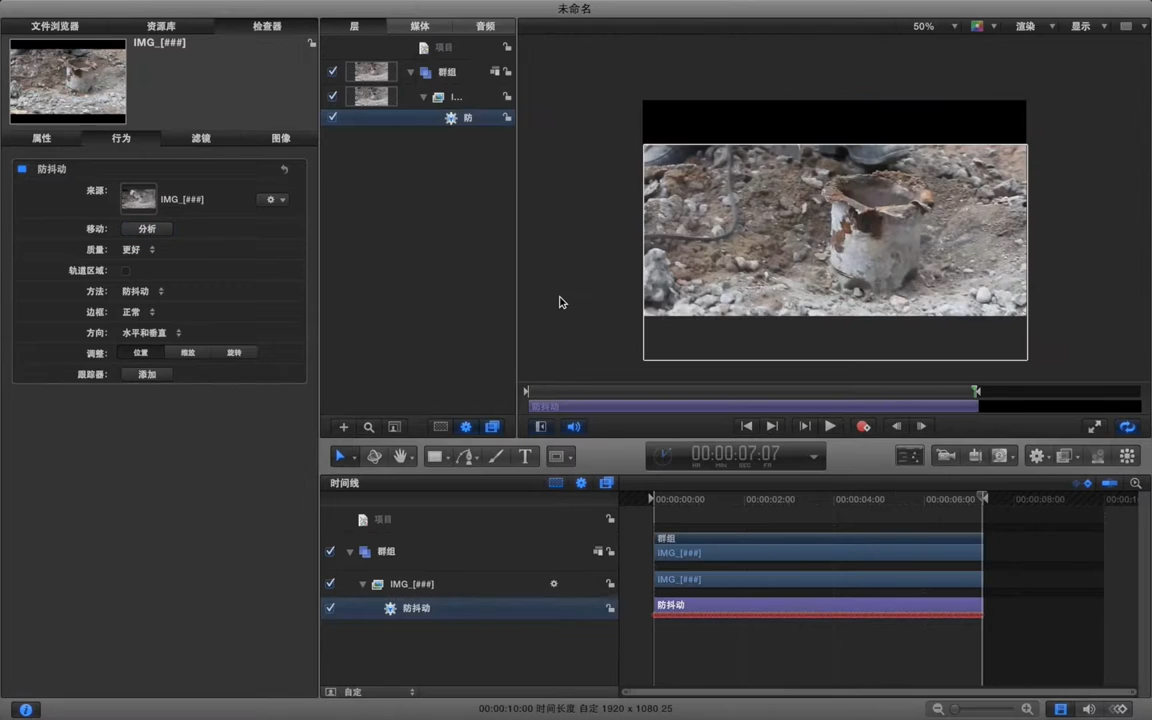 未命名
文件浏览器 资源库 检查器
IMG_[###]
属性 行为 滤镜 图像
防抖动
来源: IMG_[###]
移动: 分析
质量: 更好
轨道区域:
方法: 防抖动
边框: 正常
方向: 水平和垂直
调整: 位置 缩放 旋转
跟踪器: 添加
层 媒体 音频
项目
群组
I...
防
50% 渲染 显示
防抖动
00:00:07:07
HR MIN SEC FR
时间线
00:00:00:00 00:00:02:00 00:00:04:00 00:00:06:00 00:00:08:00 00:00:1
项目
群组
群组
IMG_[###]
IMG_[###]
IMG_[###]
防抖动
防抖动
自定
00:00:10:00 时间长度 自定 1920 x 1080 25